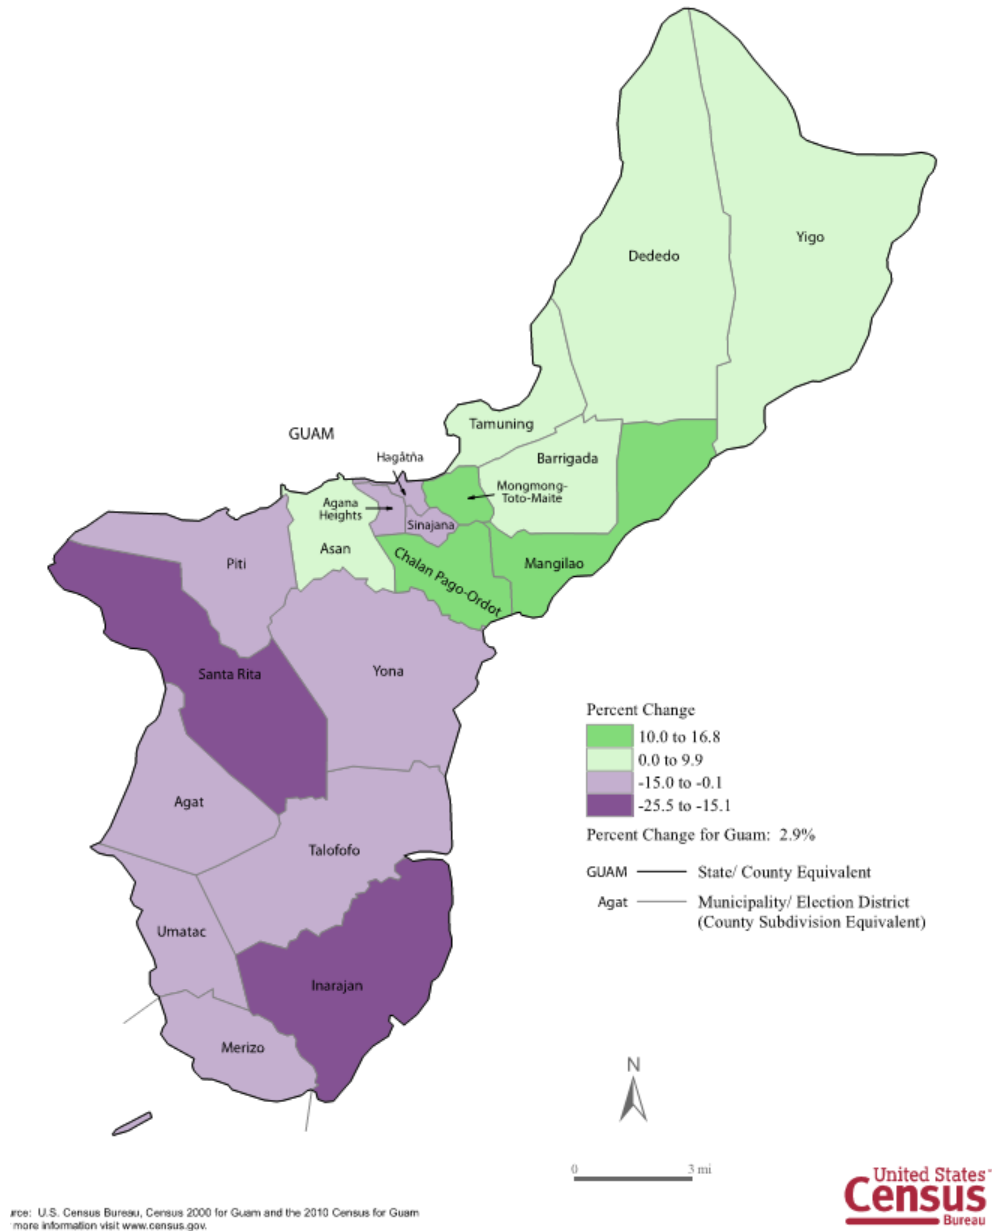 Yigo
Dededo
Tamuning
GUAM
Barrigada
Hagåtña
Mongmong-
Toto-Maite
Agana
Heights
Sinajana
Asan
Chalan Pago-Ordot
Mangilao
Piti
Santa Rita
Yona
Percent Change
10.0 to 16.8
0.0 to 9.9
-15.0 to -0.1
-25.5 to -15.1
Percent Change for Guam: 2.9%
GUAM State/ County Equivalent
Agat Municipality/ Election District
(County Subdivision Equivalent)
Agat
Talofofo
Umatac
Inarajan
Merizo
N
0 3 mi
United States
Census
Bureau
U.S. Census Bureau, Census 2000 for Guam and the 2010 Census for Guam
more information visit www.census.gov.